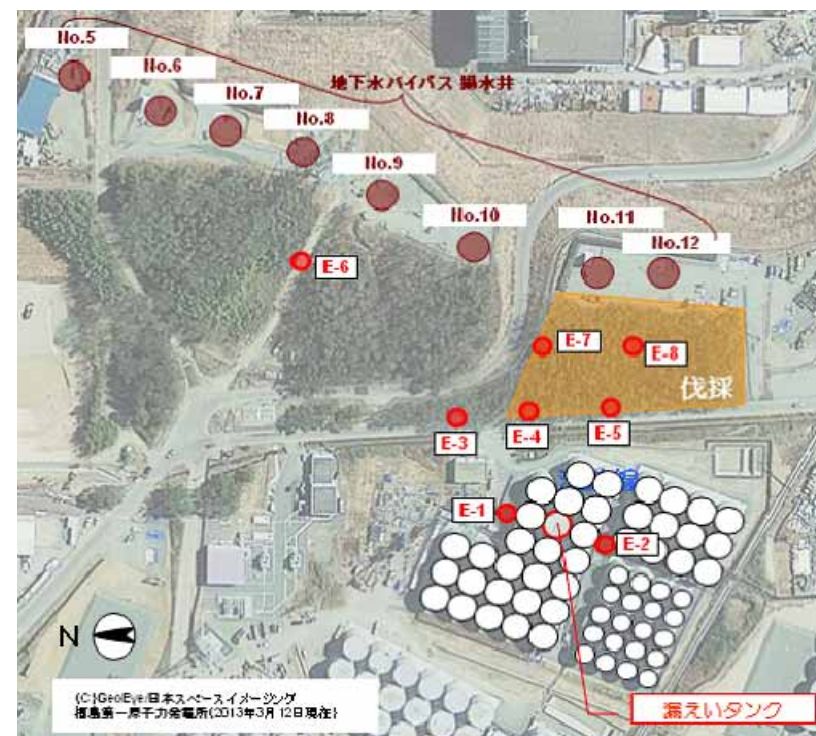 No.5
No.6
No.7
地下水バイパス 揚水井
No.8
No.9
No.10
No.11
No.12
E-6
E-7
E-8
伐採
E-3
E-4
E-5
E-1
E-2
N
(C)GeoEye/日本スペースイメージング
福島第一原子力発電所(2013年3月12日現在)
漏えいタンク